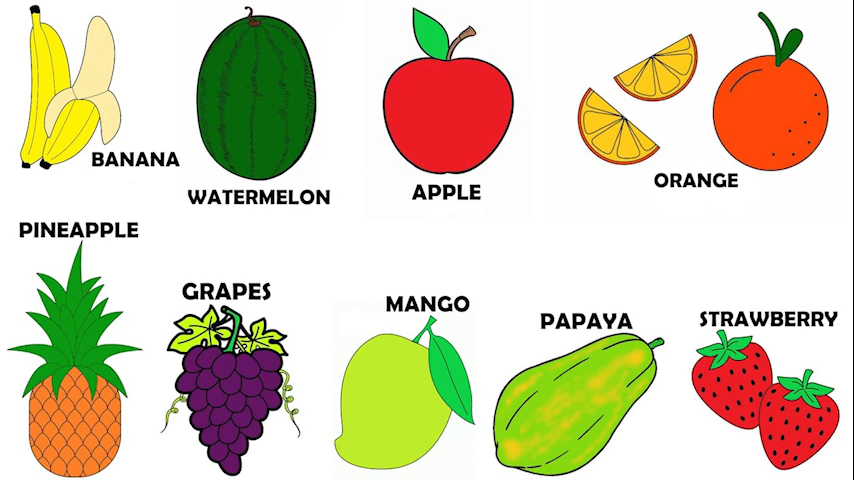 BANANA
WATERMELON
APPLE
ORANGE
PINEAPPLE
GRAPES
MANGO
PAPAYA
STRAWBERRY